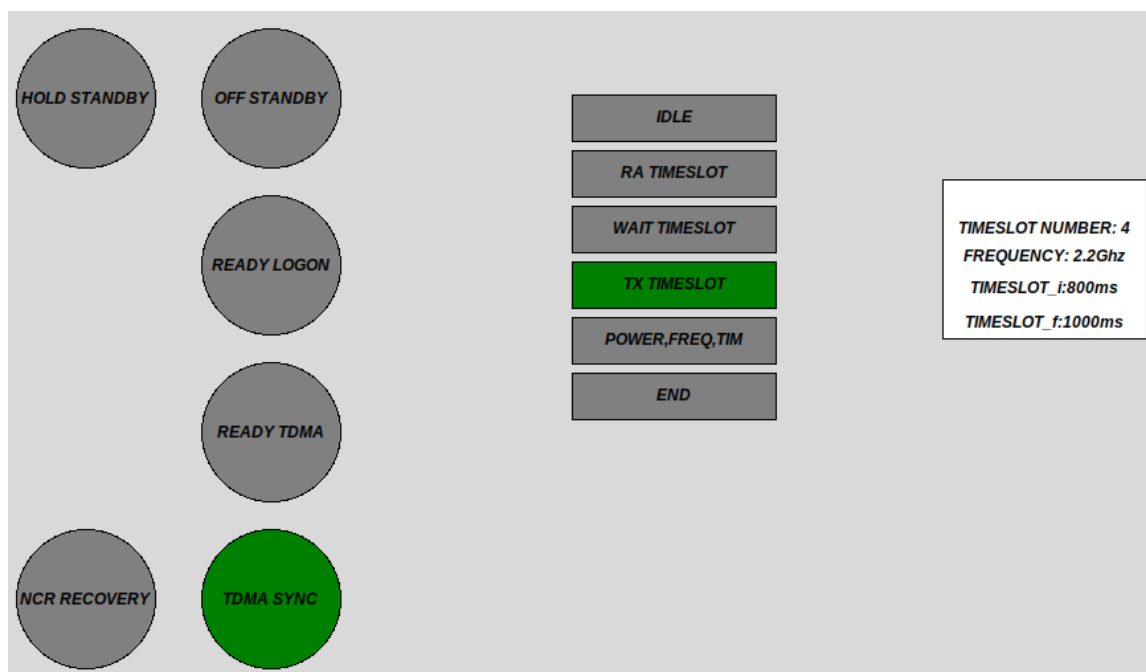 HOLD STANDBY
OFF STANDBY
READY LOGON
READY TDMA
NCR RECOVERY
TDMA SYNC
IDLE
RA TIMESLOT
WAIT TIMESLOT
TX TIMESLOT
POWER,FREQ,TIM
END
TIMESLOT NUMBER: 4
FREQUENCY: 2.2Ghz
TIMESLOT_i:800ms
TIMESLOT_f:1000ms